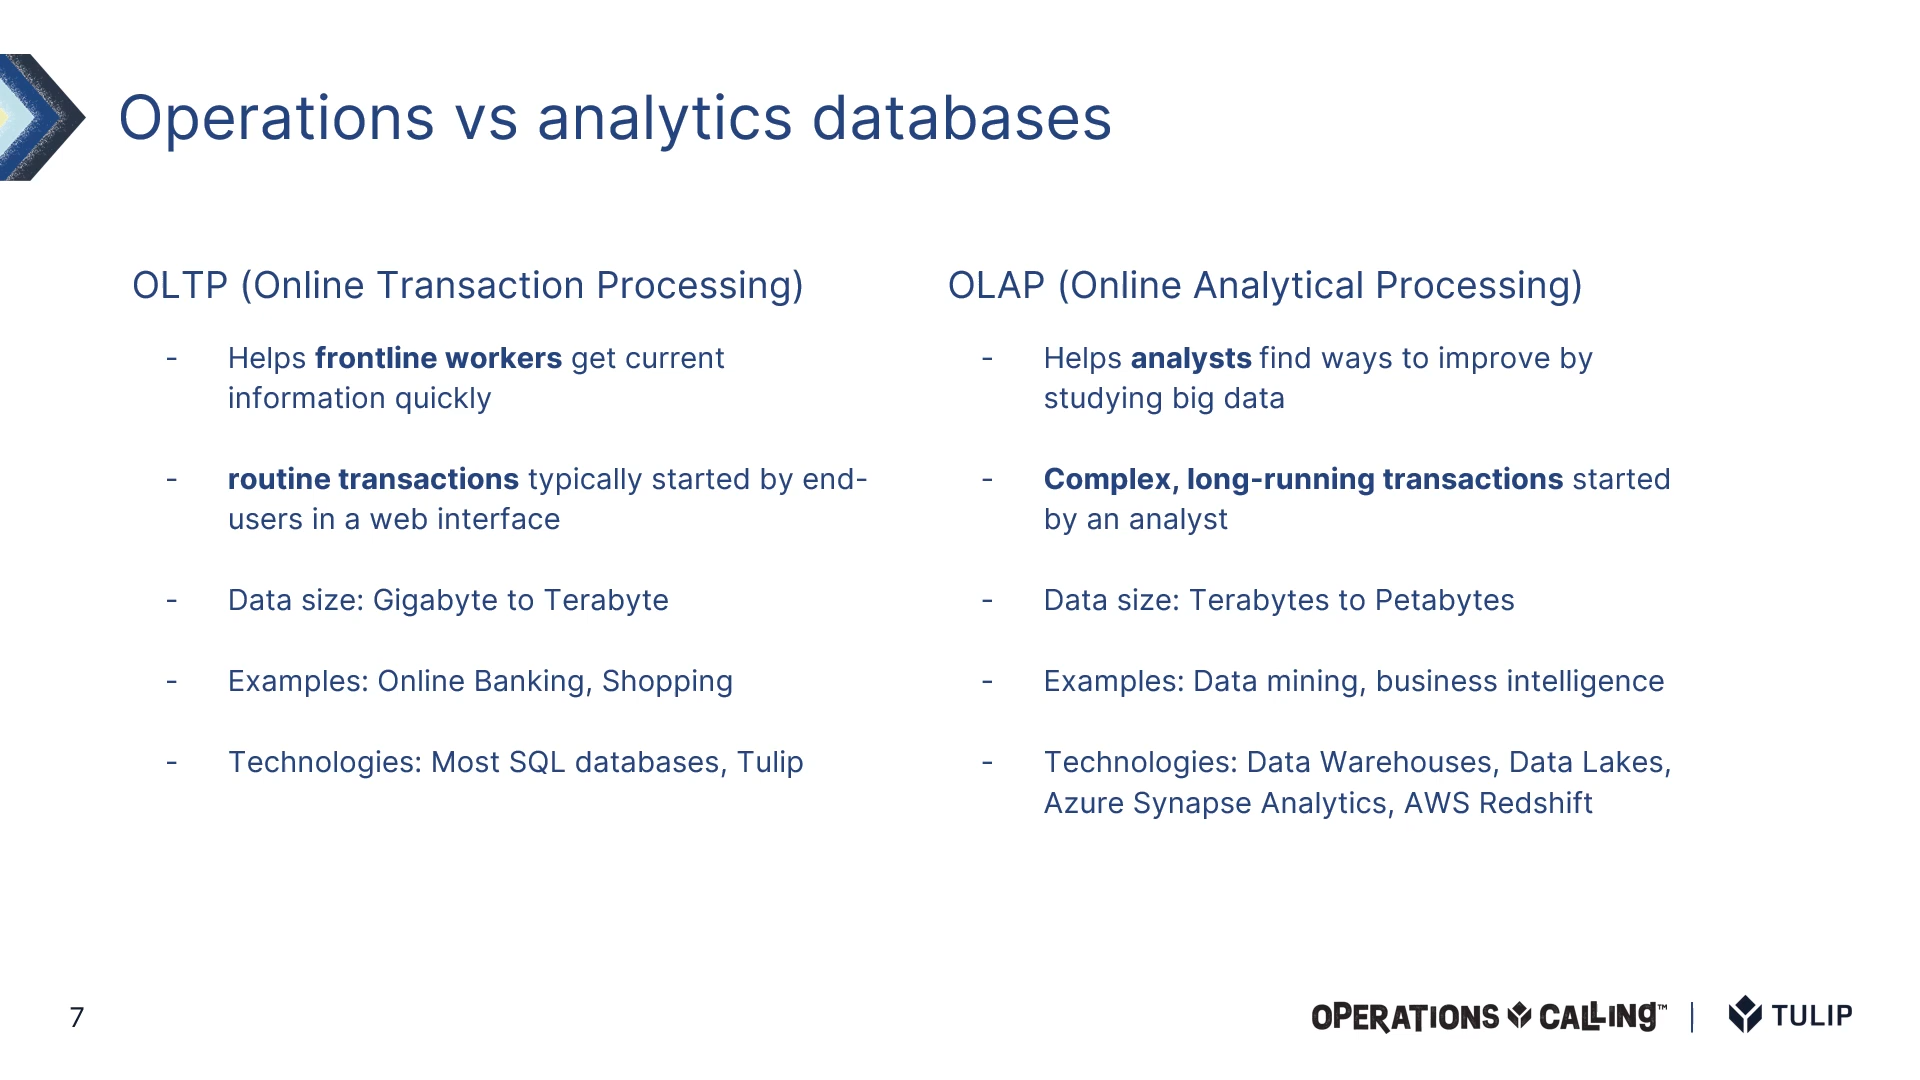 Operations vs analytics databases
OLTP (Online Transaction Processing)
- Helps frontline workers get current
information quickly
- routine transactions typically started by end-
users in a web interface
- Data size: Gigabyte to Terabyte
- Examples: Online Banking, Shopping
- Technologies: Most SQL databases, Tulip
OLAP (Online Analytical Processing)
- Helps analysts find ways to improve by
studying big data
- Complex, long-running transactions started
by an analyst
- Data size: Terabytes to Petabytes
- Examples: Data mining, business intelligence
- Technologies: Data Warehouses, Data Lakes,
Azure Synapse Analytics, AWS Redshift
7
OPERATIONS CALLING™ | TULIP